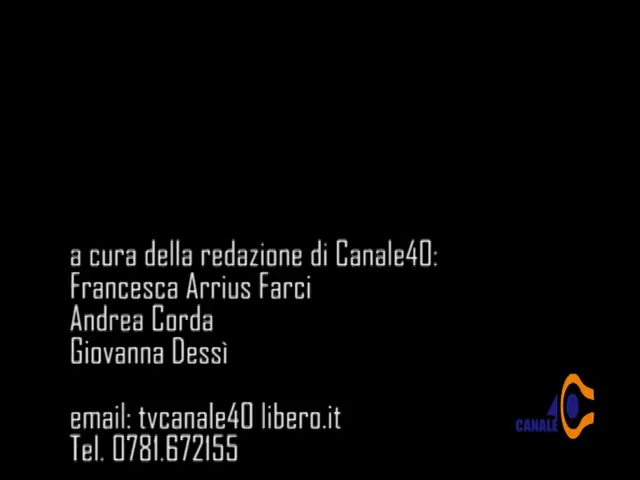 a cura della redazione di Canale40:
Francesca Arrius Farci
Andrea Corda
Giovanna Dessì
email: tvcanale40 libero.it
Tel. 0781.672155
40
CANALE